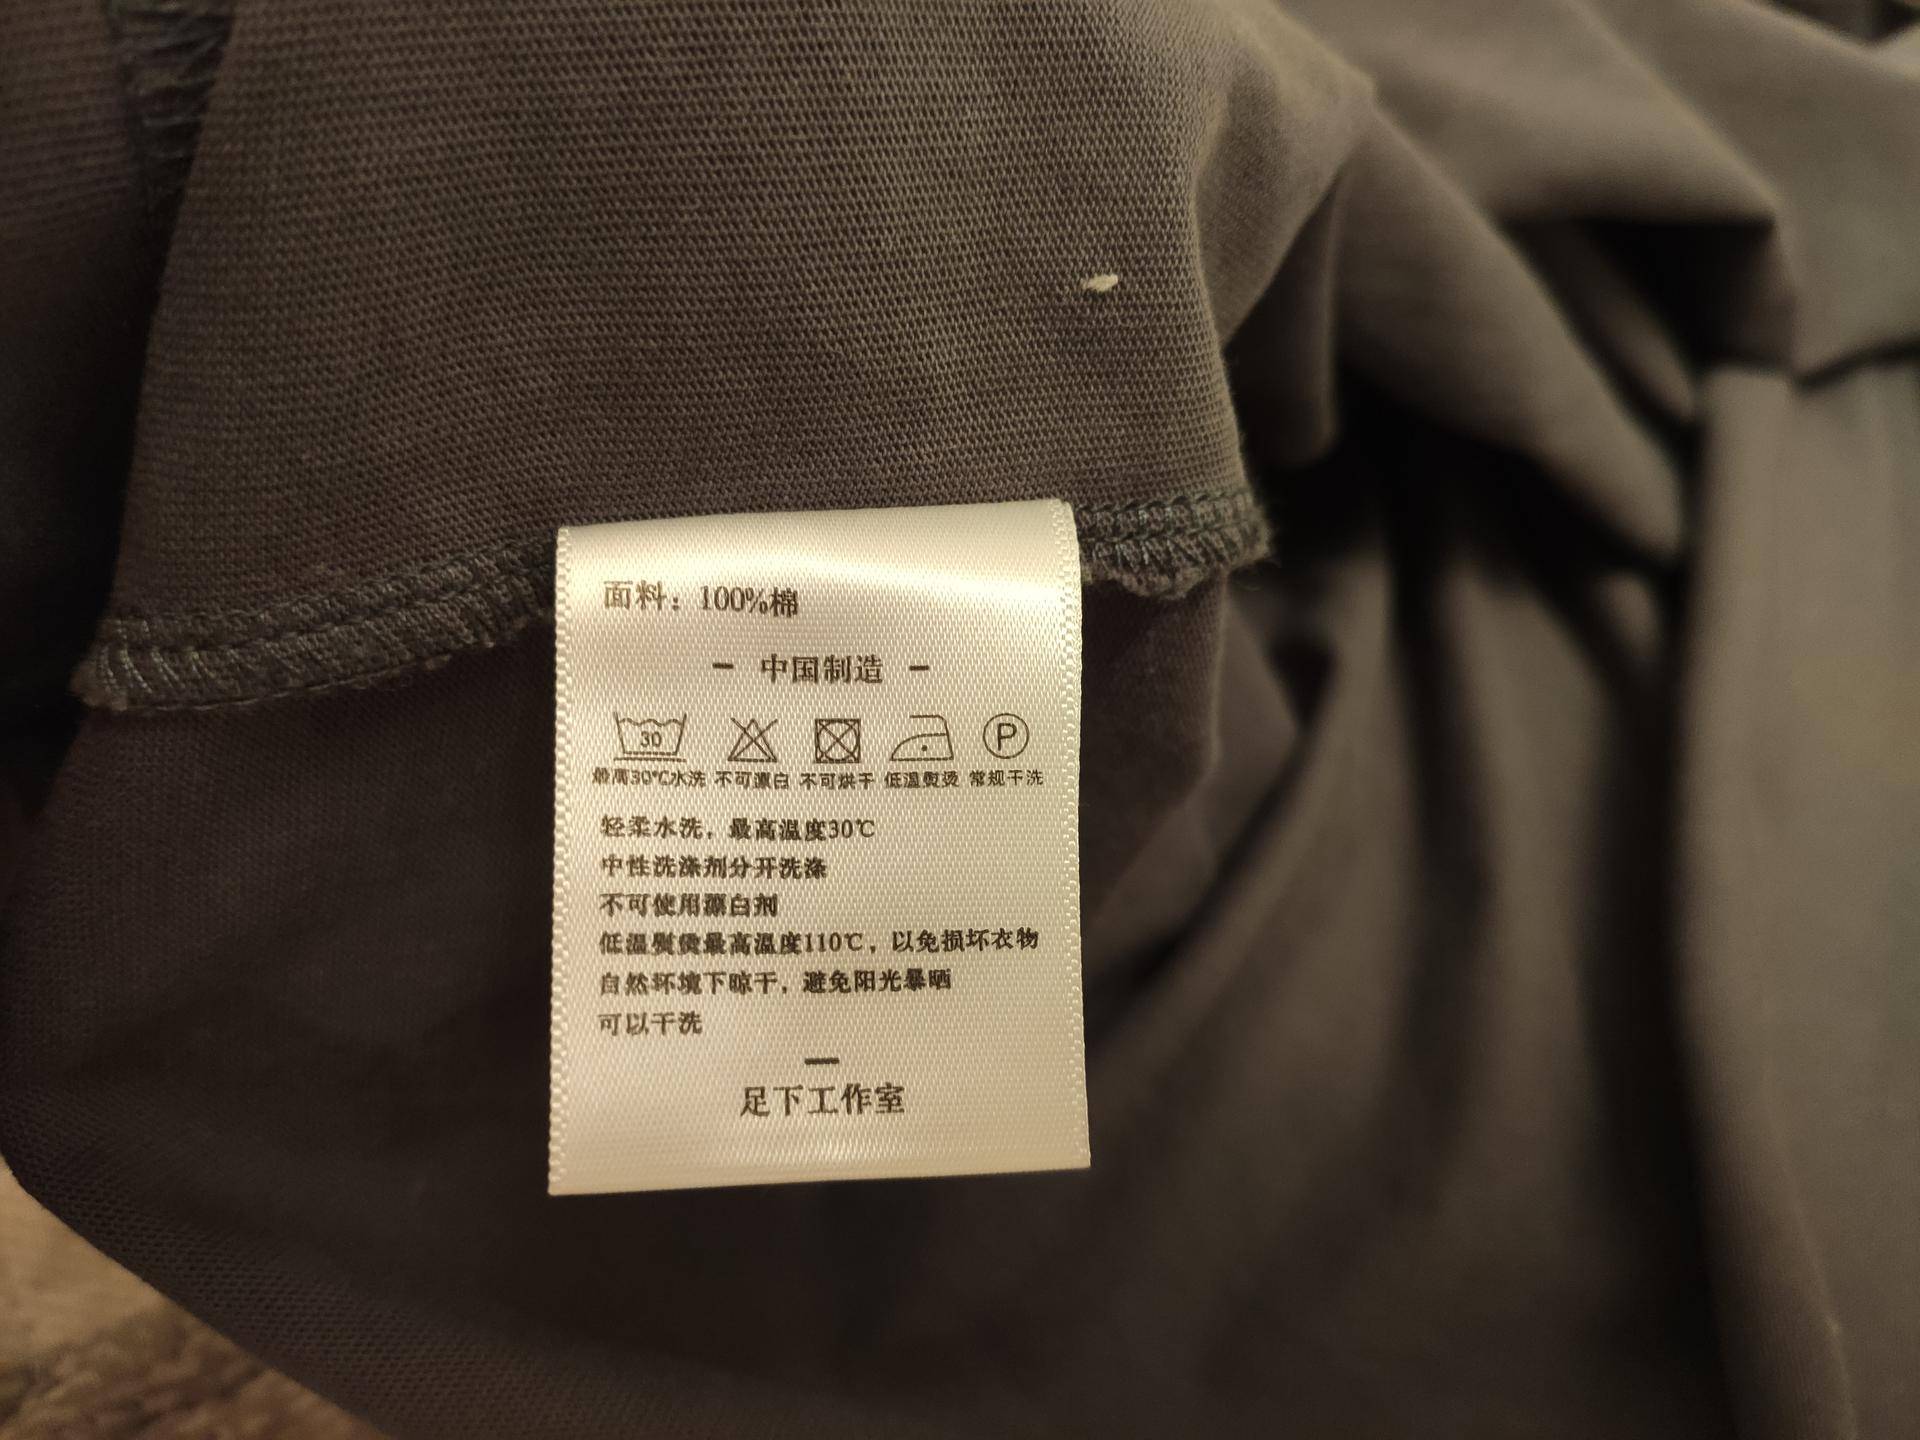 面料：100%棉
- 中国制造 -
30 P
最高30℃水洗 不可漂白 不可烘干 低温熨烫 常规干洗
轻柔水洗，最高温度30℃
中性洗涤剂分开洗涤
不可使用漂白剂
低温熨烫最高温度110℃，以免损坏衣物
自然环境下晾干，避免阳光暴晒
可以干洗
足下工作室